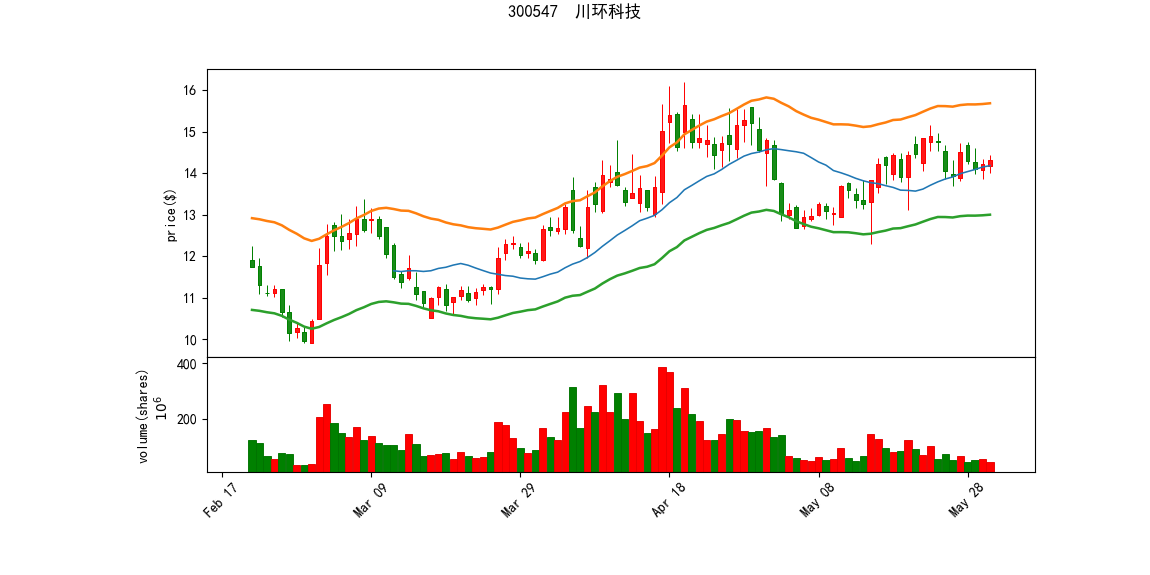 300547  川环科技
16
15
14
13
12
11
10
price($)
400
200
volume(shares)
10^6
Feb 17
Mar 09
Mar 29
Apr 18
May 08
May 28